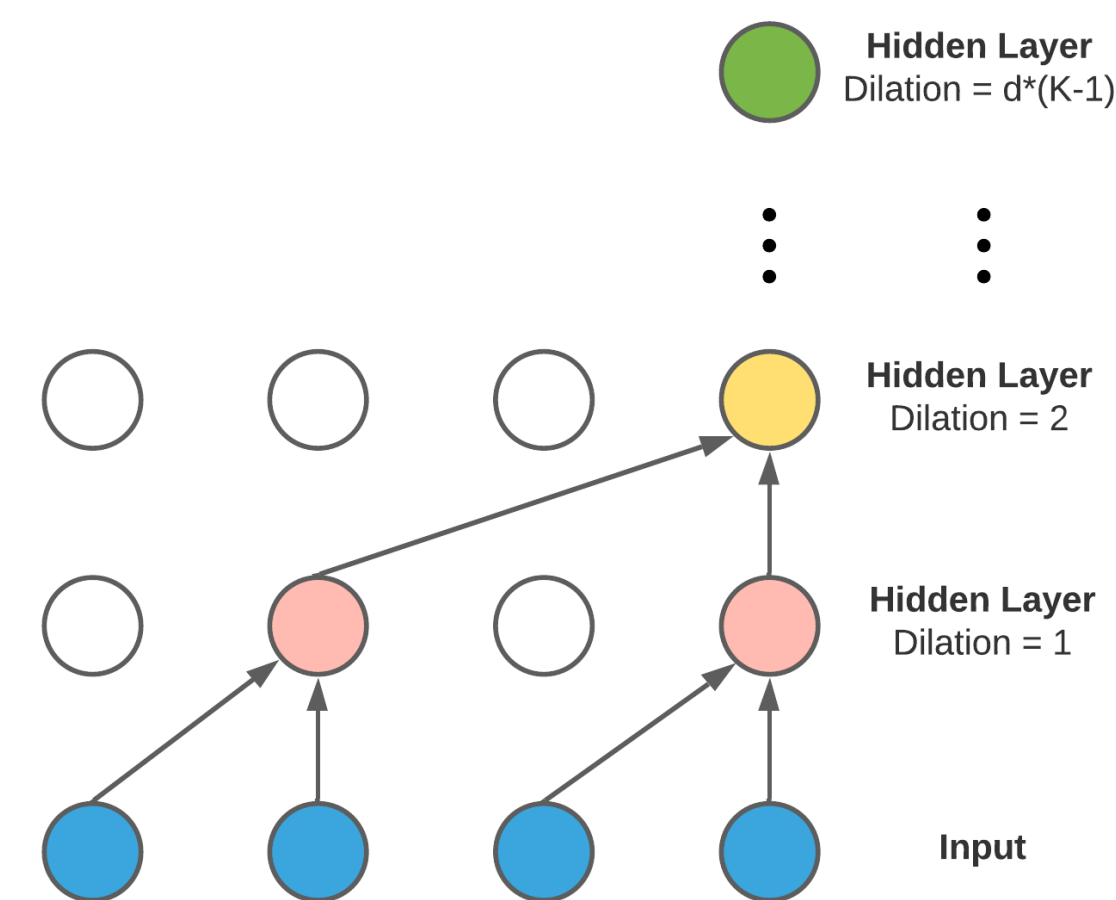 Hidden Layer
Dilation = d*(K-1)
Hidden Layer
Dilation = 2
Hidden Layer
Dilation = 1
Input